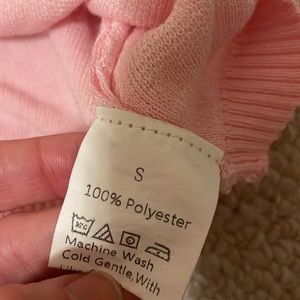 S
100% Polyester
Machine Wash
Cold Gentle, With